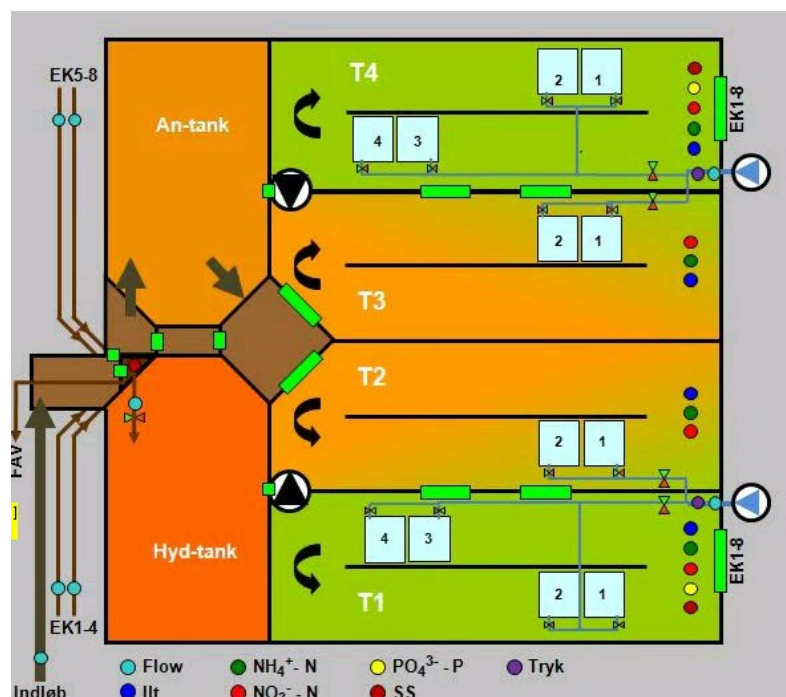 EK5-8
T4
2 1
EK1-8
An-tank
4 3
2 1
T3
T2
2 1
FAV
]
4 3
Hyd-tank
EK1-8
2 1
T1
EK1-4
Flow NH₄⁺- N PO₄³⁻ - P Tryk
Indløb Ilt NO₃⁻ - N SS